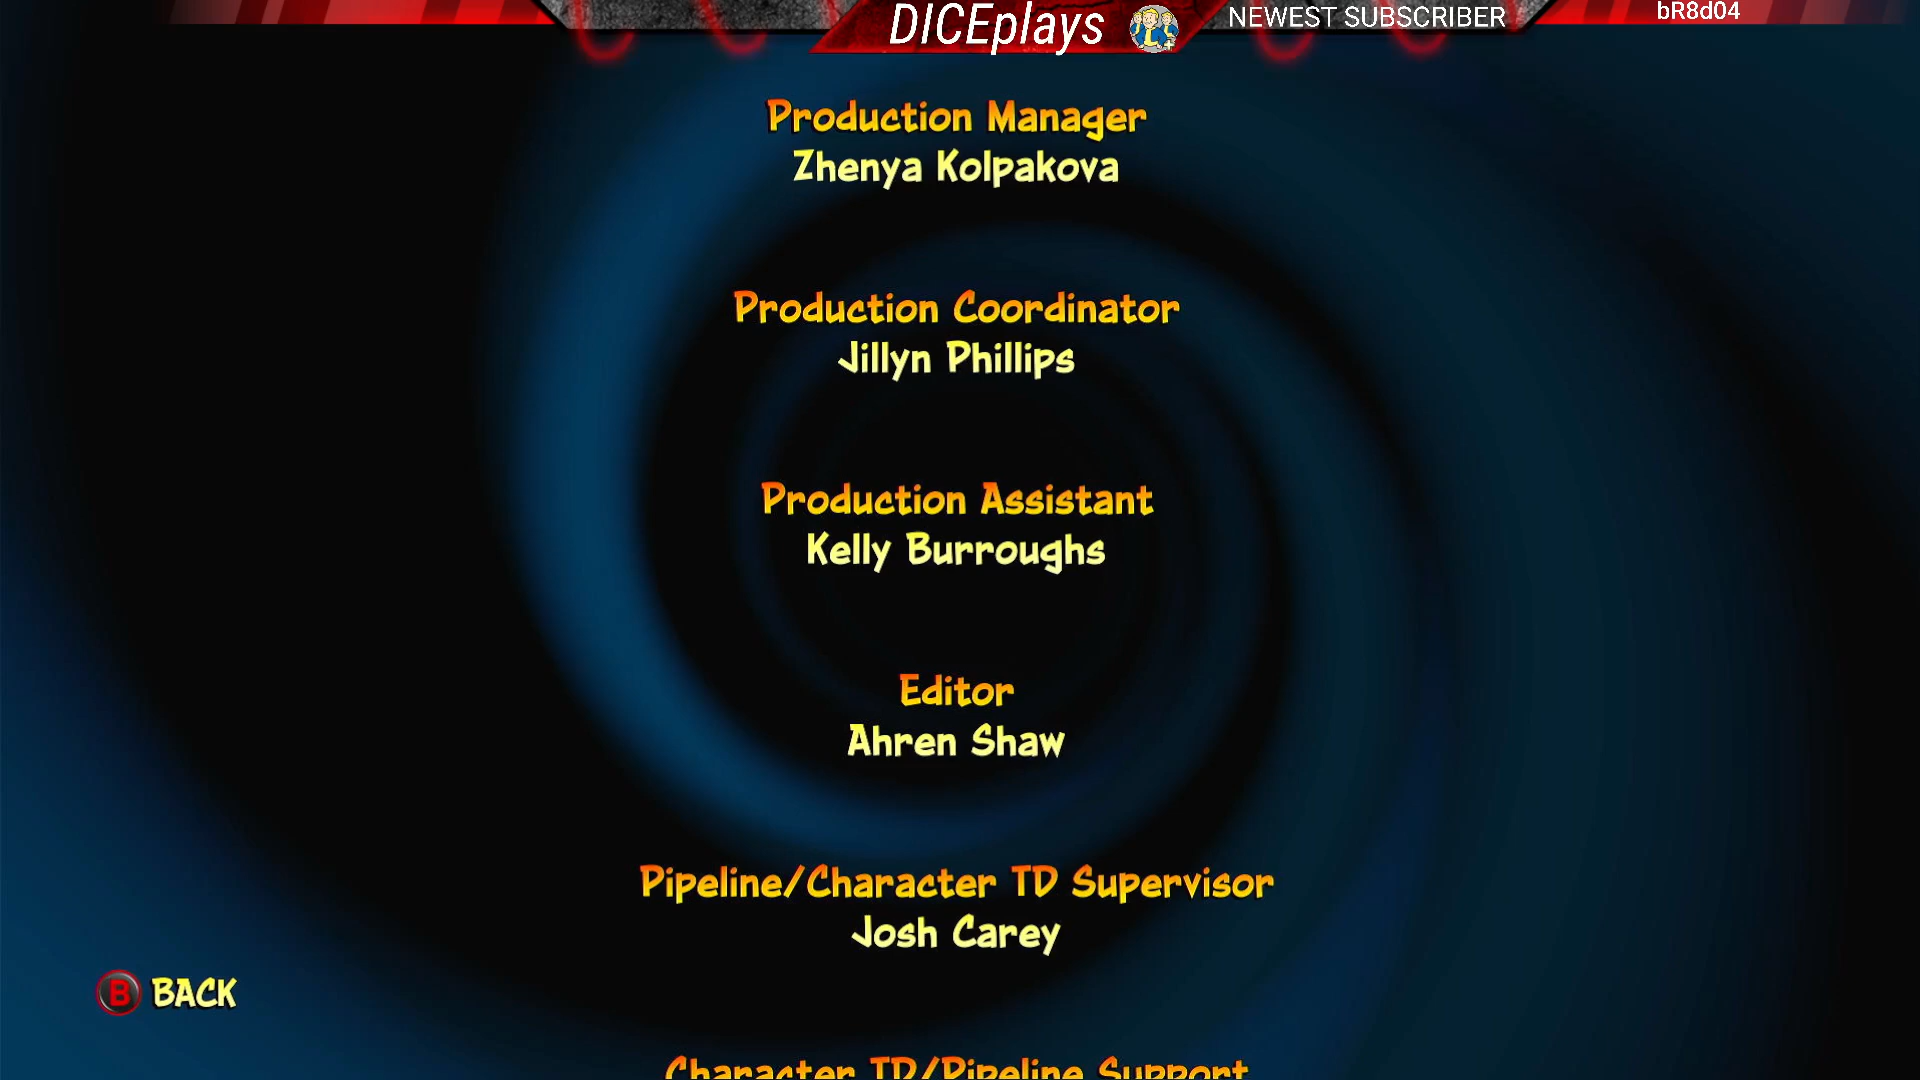 DICEplays
NEWEST SUBSCRIBER
bR8d04
Production Manager
Zhenya Kolpakova
Production Coordinator
Jillyn Phillips
Production Assistant
Kelly Burroughs
Editor
Ahren Shaw
Pipeline/Character TD Supervisor
Josh Carey
B BACK
Character TD/Pipeline Support